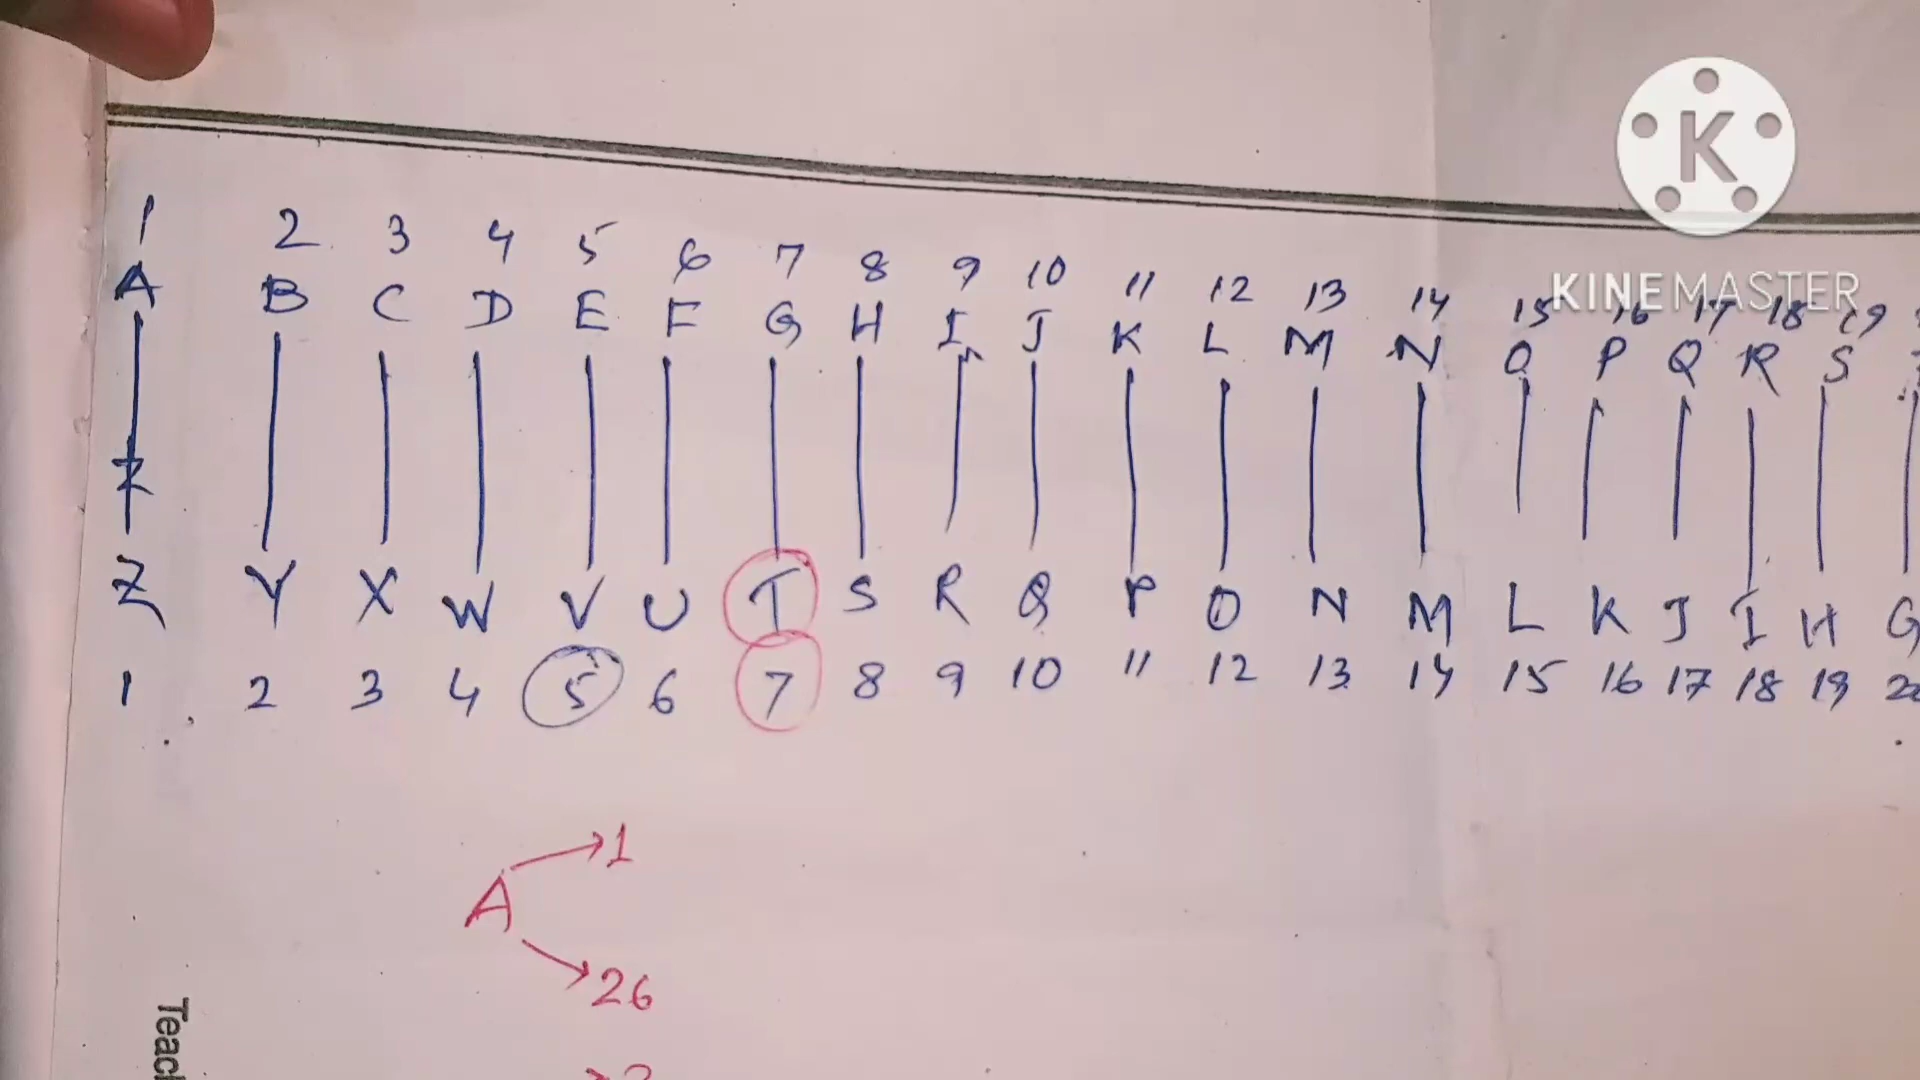 K
KINEMASTER
1 2 3 4 5 6 7 8 9 10 11 12 13 14 15 16 17 18 19
A B C D E F G H I J K L M N O P Q R S
Z
Z Y X W V U T S R Q P O N M L K J I H G
1 2 3 4 5 6 7 8 9 10 11 12 13 14 15 16 17 18 19 20
1
A
26
Teach